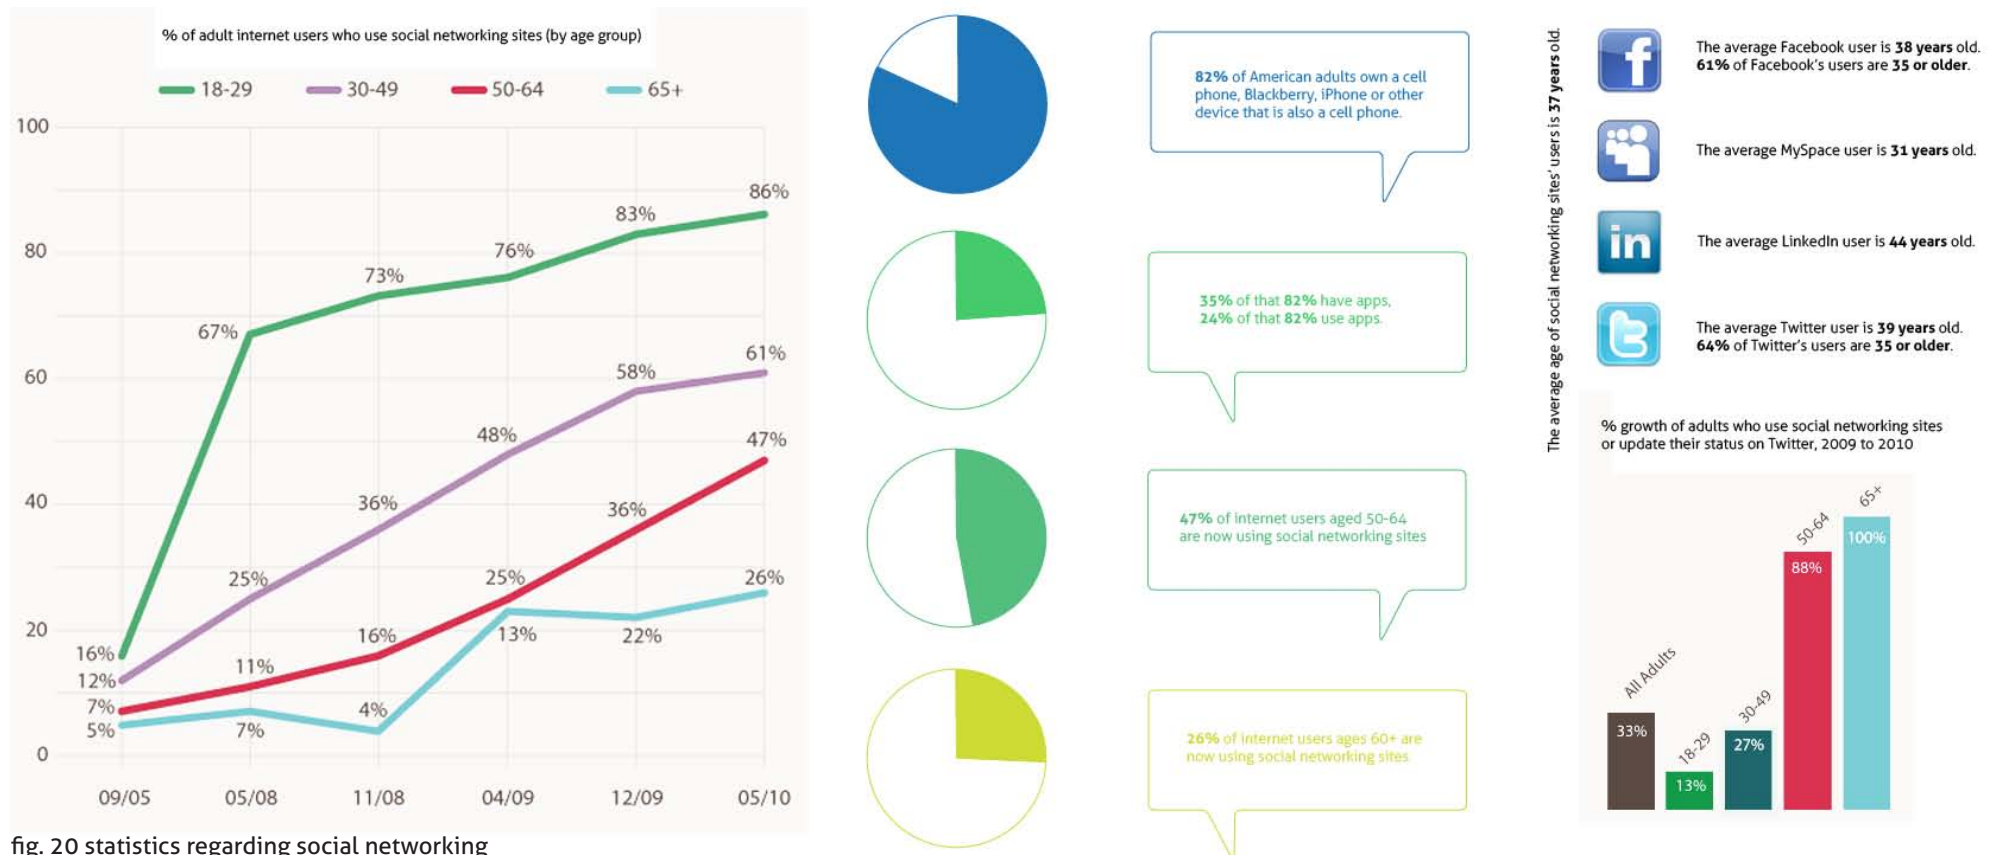 % of adult internet users who use social networking sites (by age group)
18-29 30-49 50-64 65+
100
80
60
40
20
0
16%
67%
73%
76%
83%
86%
12%
25%
36%
48%
58%
61%
7%
11%
16%
25%
36%
47%
5%
7%
4%
13%
22%
26%
09/05 05/08 11/08 04/09 12/09 05/10
fig. 20 statistics regarding social networking
82% of American adults own a cell
phone, Blackberry, iPhone or other
device that is also a cell phone.
35% of that 82% have apps,
24% of that 82% use apps.
47% of internet users aged 50-64
are now using social networking sites
26% of internet users ages 60+ are
now using social networking sites
The average age of social networking sites' users is 37 years old.
f
The average Facebook user is 38 years old.
61% of Facebook's users are 35 or older.
The average MySpace user is 31 years old.
in
The average LinkedIn user is 44 years old.
t
The average Twitter user is 39 years old.
64% of Twitter's users are 35 or older.
% growth of adults who use social networking sites
or update their status on Twitter, 2009 to 2010
All Adults
33%
18-29
13%
30-49
27%
50-64
88%
65+
100%